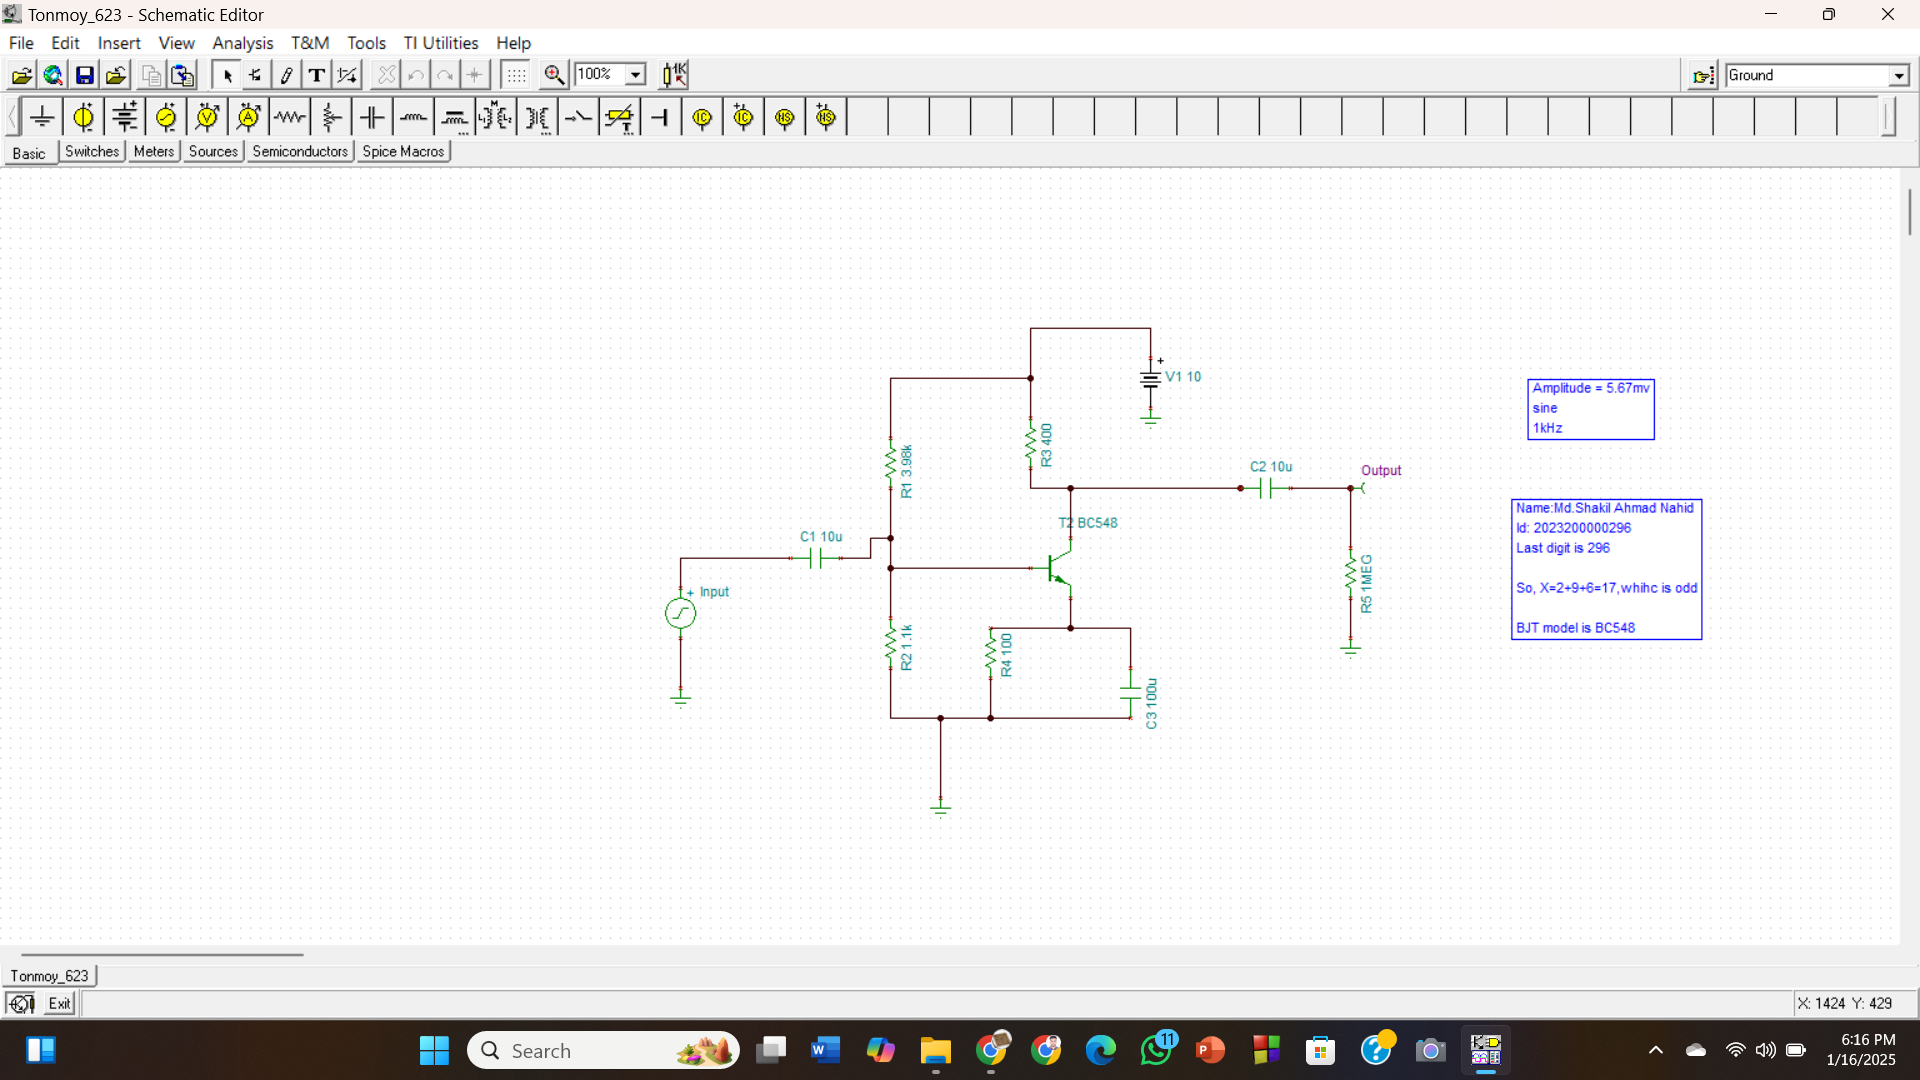 Tonmoy_623 - Schematic Editor
File Edit Insert View Analysis T&M Tools TI Utilities Help
100%
Ground
Basic Switches Meters Sources Semiconductors Spice Macros
+
V1 10
R3 400
R1 3.98k
C2 10u
Output
T2 BC548
C1 10u
+ Input
R2 1.1k
R4 100
C3 100u
R5 1MEG
Amplitude = 5.67mv
sine
1kHz
Name:Md.Shakil Ahmad Nahid
Id: 2023200000296
Last digit is 296
So, X=2+9+6=17,whihc is odd
BJT model is BC548
Tonmoy_623
Exit
X: 1424 Y: 429
Search
11
6:16 PM
1/16/2025